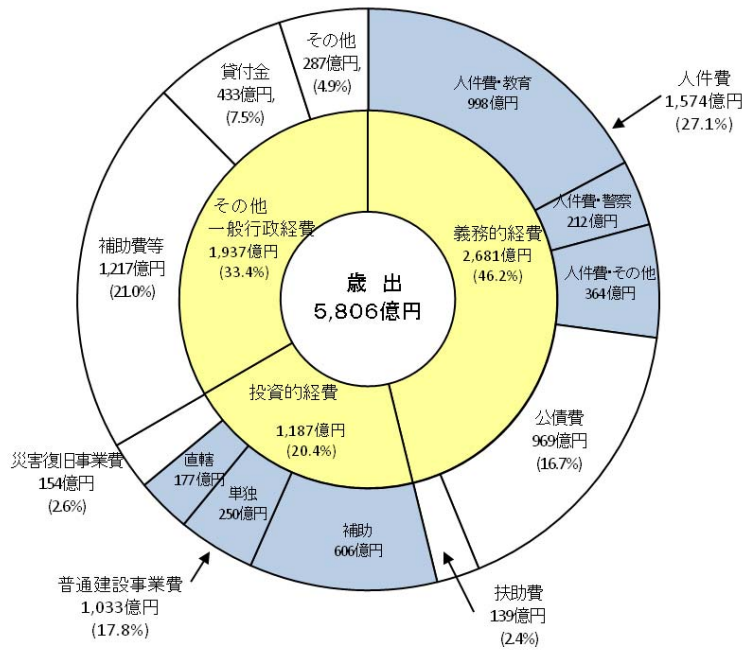 歳 出
5,806億円
義務的経費
2,681億円
(46.2%)
人件費・教育
998億円
人件費
1,574億円
(27.1%)
人件費・警察
212億円
人件費・その他
364億円
公債費
969億円
(16.7%)
扶助費
139億円
(2.4%)
投資的経費
1,187億円
(20.4%)
補助
606億円
単独
250億円
直轄
177億円
普通建設事業費
1,033億円
(17.8%)
災害復旧事業費
154億円
(2.6%)
その他
一般行政経費
1,937億円
(33.4%)
補助費等
1,217億円
(21.0%)
貸付金
433億円,
(7.5%)
その他
287億円,
(4.9%)